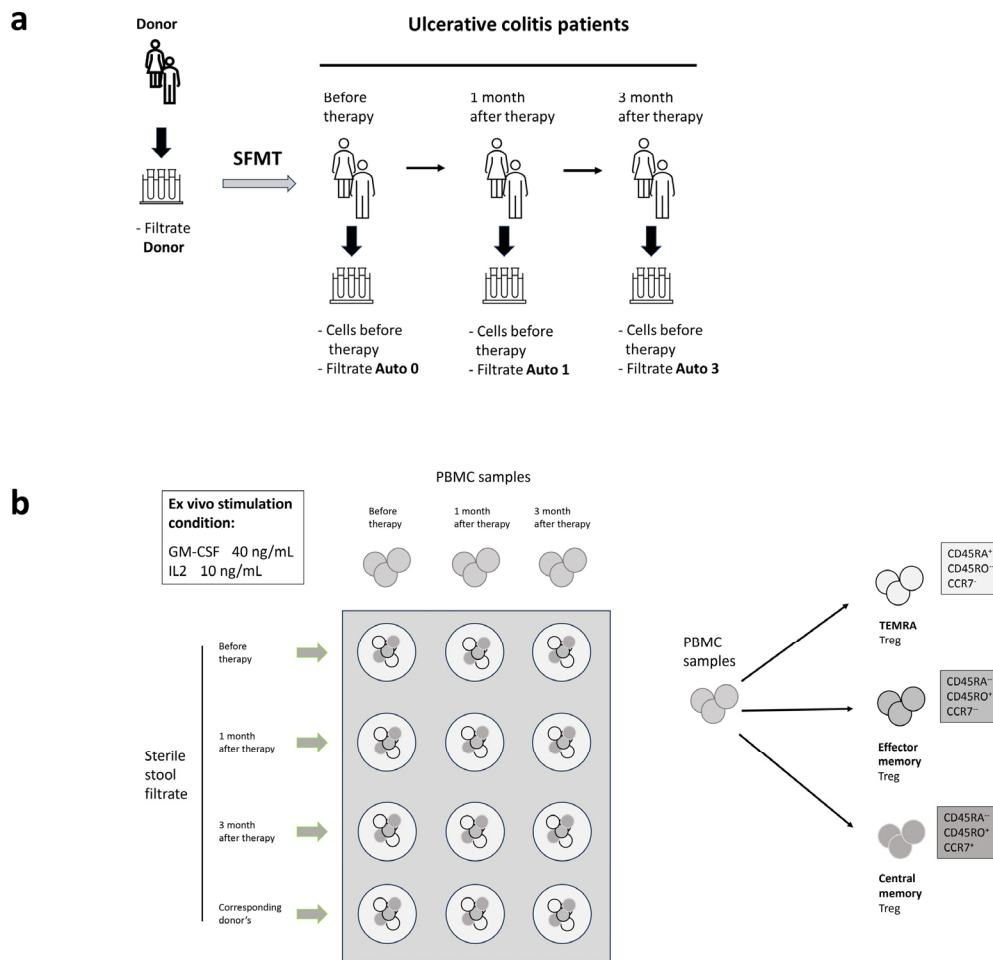 a
Donor
Ulcerative colitis patients
Before
therapy
1 month
after therapy
3 month
after therapy
SFMT
- Filtrate
Donor
- Cells before
therapy
- Filtrate Auto 0
- Cells before
therapy
- Filtrate Auto 1
- Cells before
therapy
- Filtrate Auto 3
b
Ex vivo stimulation
condition:
GM-CSF 40 ng/mL
IL2 10 ng/mL
PBMC samples
Before
therapy
1 month
after therapy
3 month
after therapy
Sterile
stool
filtrate
Before
therapy
1 month
after therapy
3 month
after therapy
Corresponding
donor's
PBMC
samples
CD45RA⁺
CD45RO⁻
CCR7⁻
TEMRA
Treg
CD45RA⁻
CD45RO⁺
CCR7⁻
Effector
memory
Treg
CD45RA⁻
CD45RO⁺
CCR7⁺
Central
memory
Treg